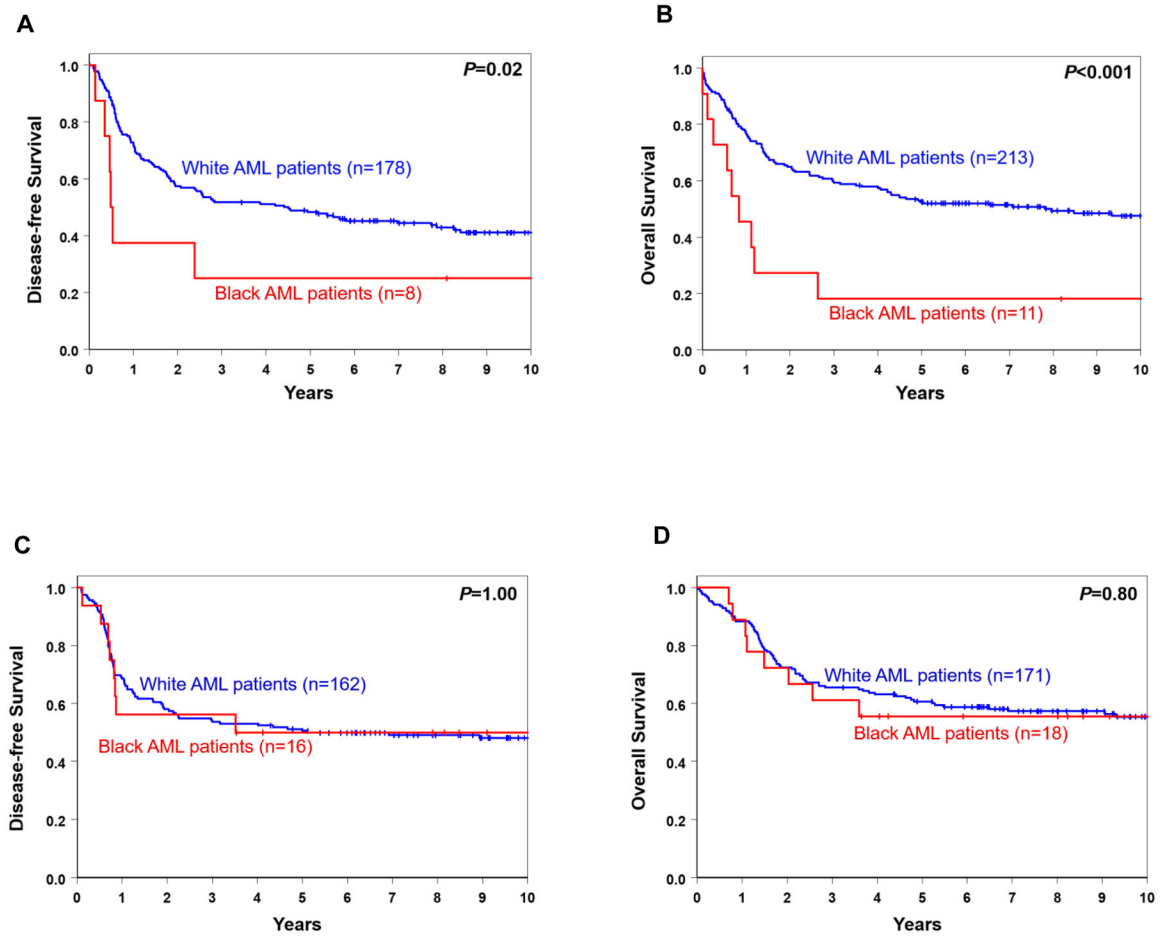 A
P=0.02
1.0
0.8
0.6
0.4
0.2
0.0
Disease-free Survival
White AML patients (n=178)
Black AML patients (n=8)
0 1 2 3 4 5 6 7 8 9 10
Years
B
P<0.001
1.0
0.8
0.6
0.4
0.2
0.0
Overall Survival
White AML patients (n=213)
Black AML patients (n=11)
0 1 2 3 4 5 6 7 8 9 10
Years
C
P=1.00
1.0
0.8
0.6
0.4
0.2
0.0
Disease-free Survival
White AML patients (n=162)
Black AML patients (n=16)
0 1 2 3 4 5 6 7 8 9 10
Years
D
P=0.80
1.0
0.8
0.6
0.4
0.2
0.0
Overall Survival
White AML patients (n=171)
Black AML patients (n=18)
0 1 2 3 4 5 6 7 8 9 10
Years